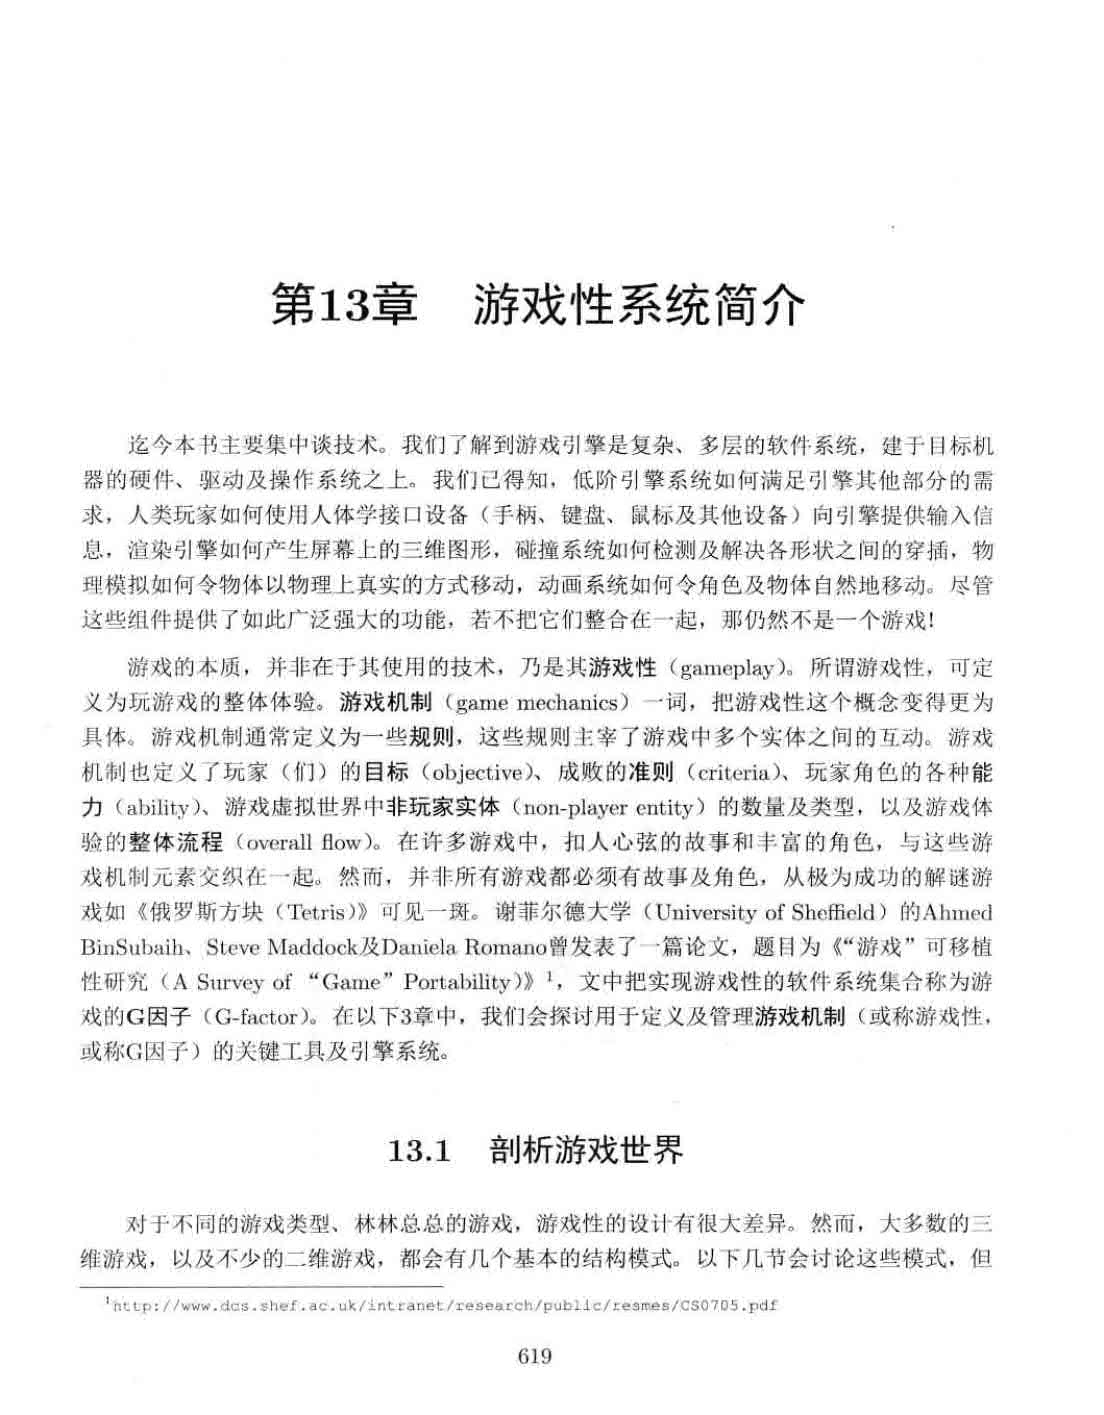 第13章 游戏性系统简介
迄今本书主要集中谈技术。我们了解到游戏引擎是复杂、多层的软件系统，建于目标机
器的硬件、驱动及操作系统之上。我们已得知，低阶引擎系统如何满足引擎其他部分的需
求，人类玩家如何使用人体学接口设备（手柄、键盘、鼠标及其他设备）向引擎提供输入信
息，渲染引擎如何产生屏幕上的三维图形，碰撞系统如何检测及解决各形状之间的穿插，物
理模拟如何令物体以物理上真实的方式移动，动画系统如何令角色及物体自然地移动。尽管
这些组件提供了如此广泛强大的功能，若不把它们整合在一起，那仍然不是一个游戏！
游戏的本质，并非在于其使用的技术，乃是其游戏性（gameplay）。所谓游戏性，可定
义为玩游戏的整体体验。游戏机制（game mechanics）一词，把游戏性这个概念变得更为
具体。游戏机制通常定义为一些规则，这些规则主宰了游戏中多个实体之间的互动。游戏
机制也定义了玩家（们）的目标（objective）、成败的准则（criteria）、玩家角色的各种能
力（ability）、游戏虚拟世界中非玩家实体（non-player entity）的数量及类型，以及游戏体
验的整体流程（overall flow）。在许多游戏中，扣人心弦的故事和丰富的角色，与这些游
戏机制元素交织在一起。然而，并非所有游戏都必须有故事及角色，从极为成功的解谜游
戏如《俄罗斯方块（Tetris）》可见一斑。谢菲尔德大学（University of Sheffield）的Ahmed
BinSubaih、Steve Maddock及Daniela Romano曾发表了一篇论文，题目为《“游戏”可移植
性研究（A Survey of “Game” Portability）》1，文中把实现游戏性的软件系统集合称为游
戏的G因子（G-factor）。在以下3章中，我们会探讨用于定义及管理游戏机制（或称游戏性，
或称G因子）的关键工具及引擎系统。
13.1 剖析游戏世界
对于不同的游戏类型、林林总总的游戏，游戏性的设计有很大差异。然而，大多数的三
维游戏，以及不少的二维游戏，都会有几个基本的结构模式。以下几节会讨论这些模式，但
1http://www.dcs.shef.ac.uk/intranet/research/public/resmes/CS0705.pdf
619